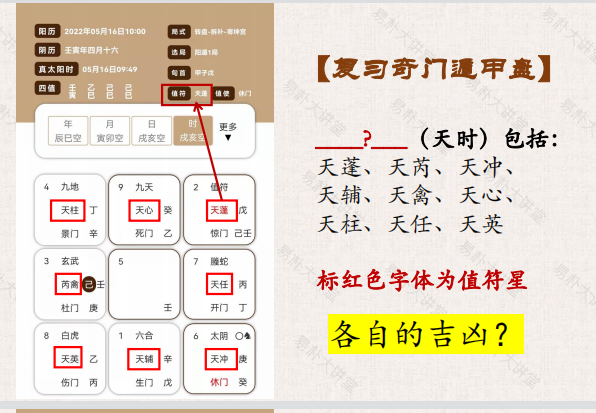 阳历 2022年05月16日10:00
阴历 壬寅年四月十六
真太阳时 05月16日09:49
四值 壬寅 乙巳 己巳 己巳
局式 转盘-拆补-寄坤宫
选局 阳遁1局
旬首 甲子戊
值符 天蓬 值使 休门
年 月 日 时 更多
辰巳空 寅卯空 戌亥空 戌亥空 ▼
4 九地
天柱 丁
景门 辛
9 九天
天心 癸
死门 乙
2 值符
天蓬 戊
惊门 己壬
3 玄武
芮禽 己 壬
杜门 庚
5
壬
7 螣蛇
天任 丙
开门 丁
8 白虎
天英 乙
伤门 丙
1 六合
天辅 辛
生门 戊
6 太阴
天冲 庚
休门 癸
【复习奇门遁甲盘】
____?___（天时）包括：
天蓬、天芮、天冲、
天辅、天禽、天心、
天柱、天任、天英
标红色字体为值符星
各自的吉凶？
易卦大讲堂